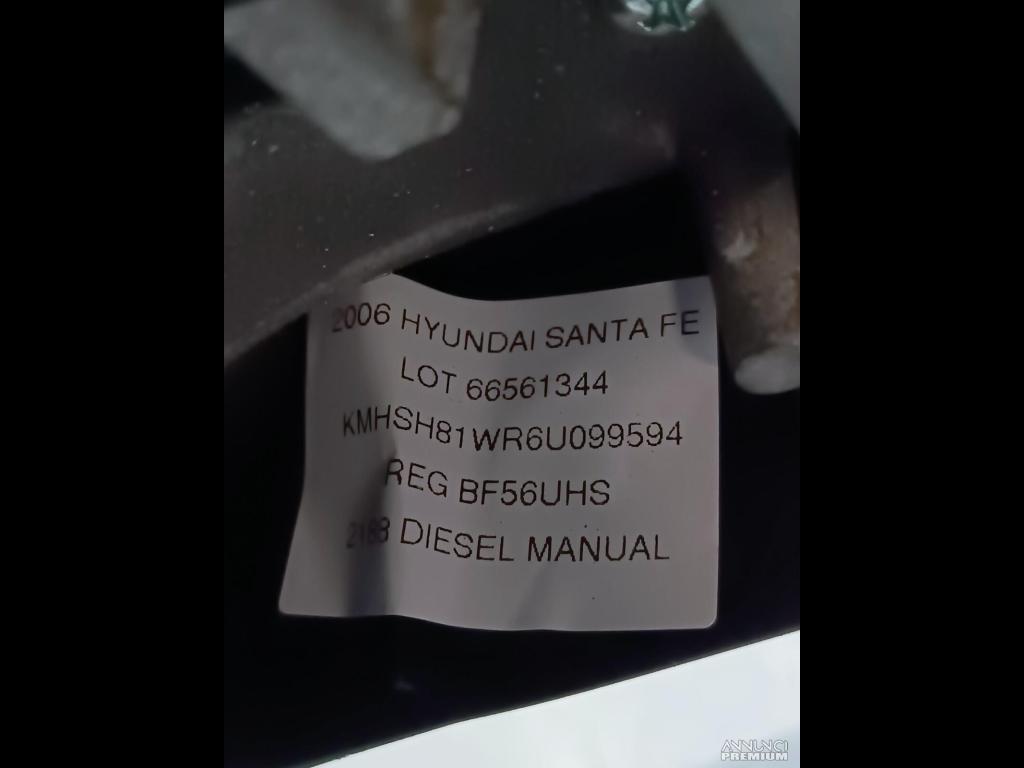 2006 HYUNDAI SANTA FE
LOT 66561344
KMHSH81WR6U099594
REG BF56UHS
2188 DIESEL MANUAL
ANNUNCI
PREMIUM